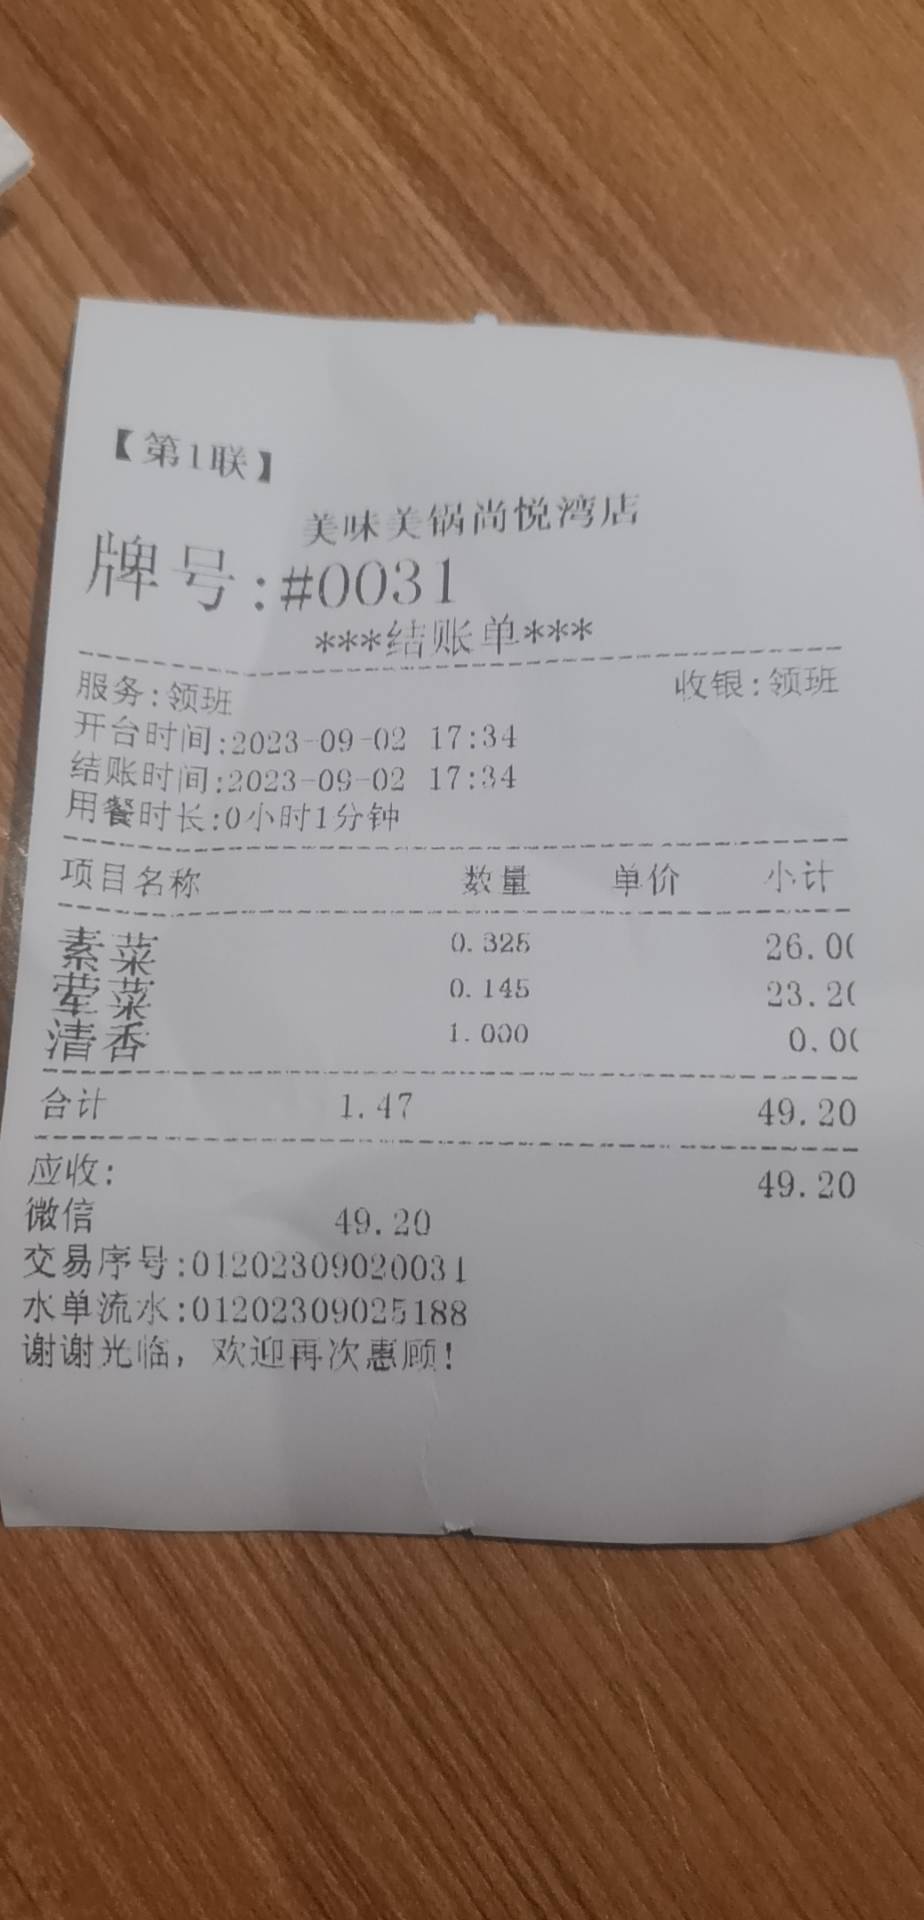 【第1联】
美味美锅尚悦湾店
牌号:#0031
***结账单***
服务:领班 收银:领班
开台时间:2023-09-02 17:34
结账时间:2023-09-02 17:34
用餐时长:0小时1分钟
项目名称 数量 单价 小计
素菜 0.325 26.0
荤菜 0.145 23.2
清香 1.000 0.0
合计 1.47 49.20
应收: 49.20
微信 49.20
交易序号:01202309020031
水单流水:01202309025188
谢谢光临，欢迎再次惠顾!